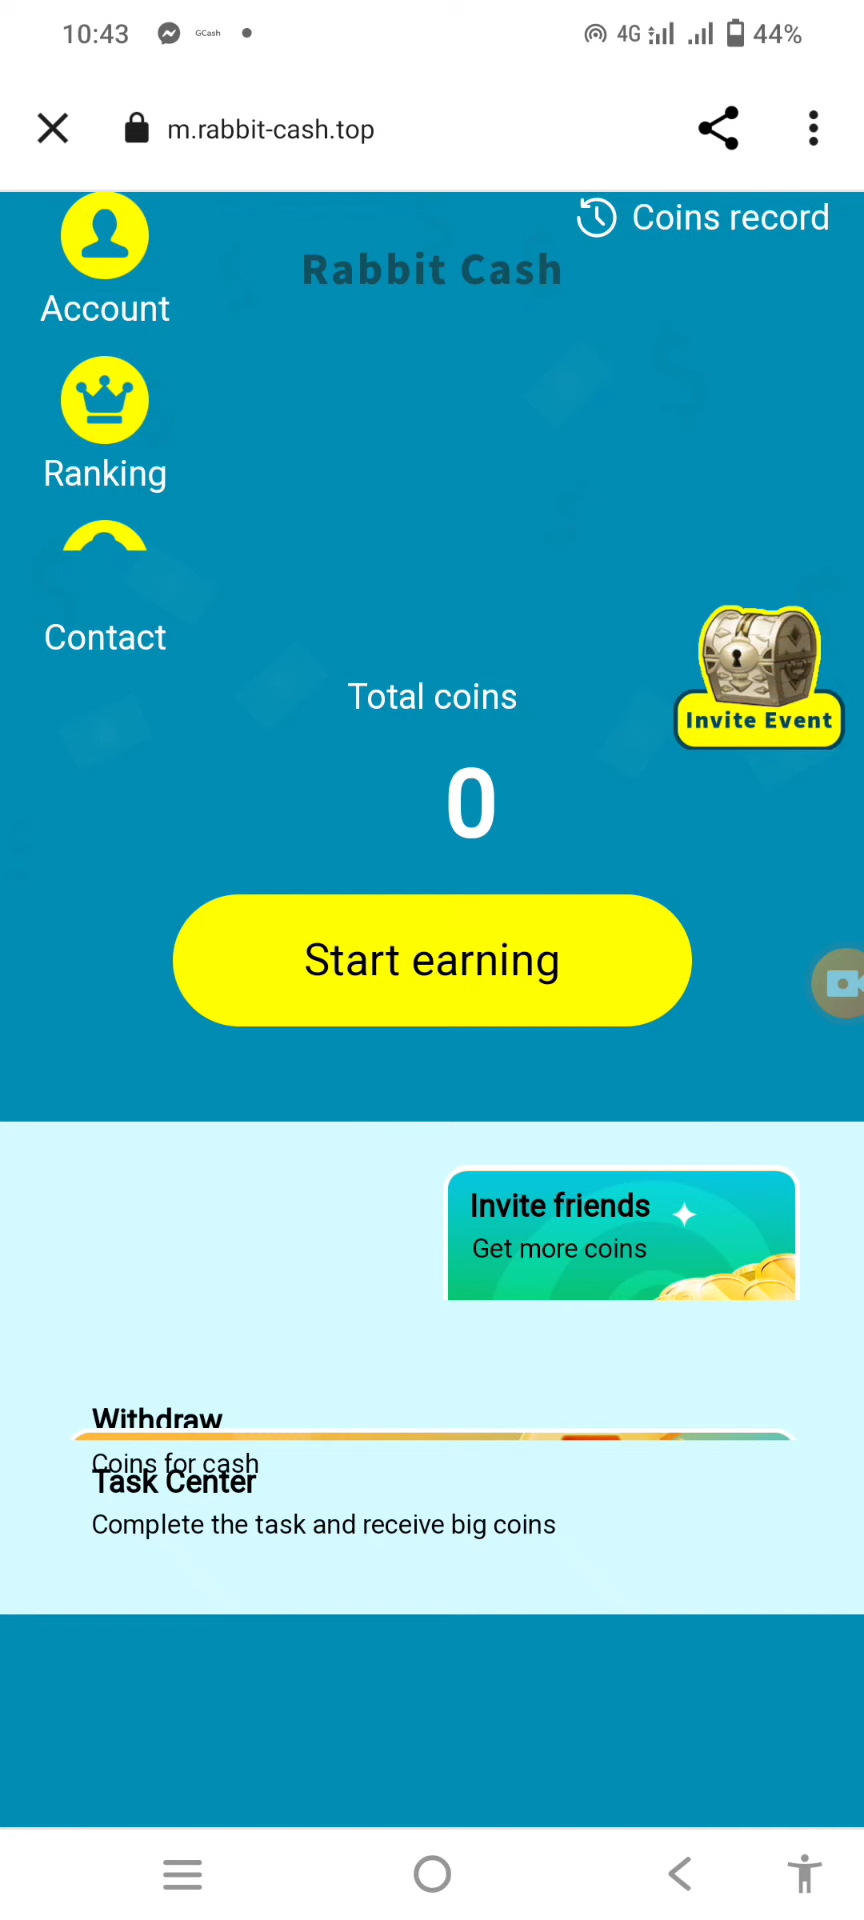 10:43 GCash 4G 44%
m.rabbit-cash.top
Coins record
Rabbit Cash
Account
Ranking
Contact
Total coins
Invite Event
0
Start earning
Invite friends
Get more coins
Withdraw
Coins for cash
Task Center
Complete the task and receive big coins